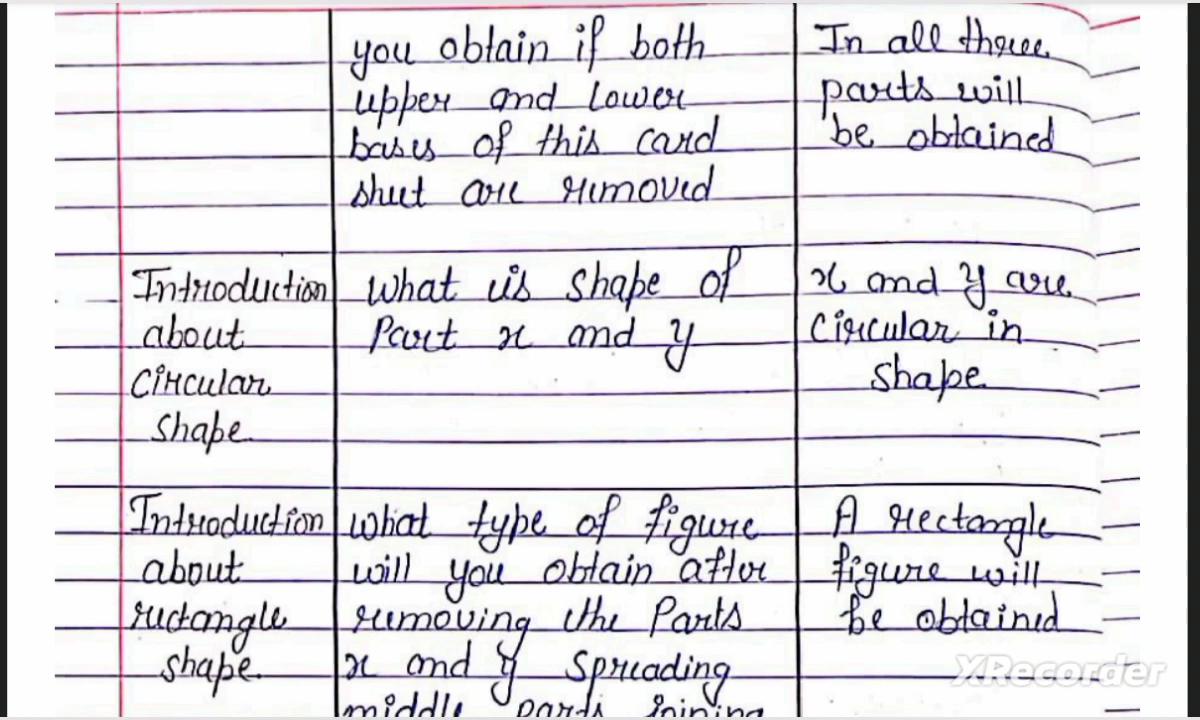 you obtain if both
upper and lower
bases of this card
sheet are removed
In all three
parts will
be obtained
Introduction
about
circular
shape.
What is shape of
Part x and y
x and y are
circular in
shape
Introduction
about
rectangle
shape.
What type of figure
will you obtain after
removing the Parts
x and y Spreading
middle parts joining
A rectangle
figure will
be obtained
XRecorder